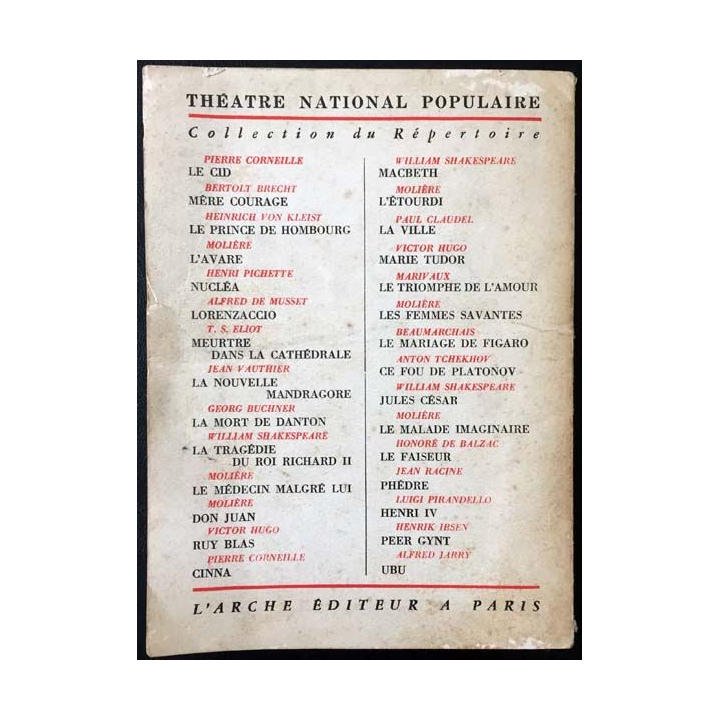 THÉATRE NATIONAL POPULAIRE
Collection du Répertoire
PIERRE CORNEILLE
LE CID
BERTOLT BRECHT
MÈRE COURAGE
HEINRICH VON KLEIST
LE PRINCE DE HOMBOURG
MOLIÈRE
L'AVARE
HENRI PICHETTE
NUCLÉA
ALFRED DE MUSSET
LORENZACCIO
T. S. ELIOT
MEURTRE
DANS LA CATHÉDRALE
JEAN VAUTHIER
LA NOUVELLE
MANDRAGORE
GEORG BUCHNER
LA MORT DE DANTON
WILLIAM SHAKESPEARE
LA TRAGÉDIE
DU ROI RICHARD II
MOLIÈRE
LE MÉDECIN MALGRÉ LUI
MOLIÈRE
DON JUAN
VICTOR HUGO
RUY BLAS
PIERRE CORNEILLE
CINNA
WILLIAM SHAKESPEARE
MACBETH
MOLIÈRE
L'ÉTOURDI
PAUL CLAUDEL
LA VILLE
VICTOR HUGO
MARIE TUDOR
MARIVAUX
LE TRIOMPHE DE L'AMOUR
MOLIÈRE
LES FEMMES SAVANTES
BEAUMARCHAIS
LE MARIAGE DE FIGARO
ANTON TCHEKHOV
CE FOU DE PLATONOV
WILLIAM SHAKESPEARE
JULES CÉSAR
MOLIÈRE
LE MALADE IMAGINAIRE
HONORÉ DE BALZAC
LE FAISEUR
JEAN RACINE
PHÈDRE
LUIGI PIRANDELLO
HENRI IV
HENRIK IBSEN
PEER GYNT
ALFRED JARRY
UBU
L'ARCHE ÉDITEUR A PARIS